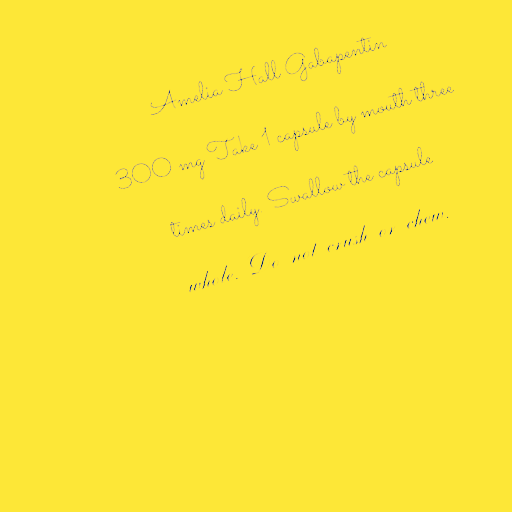 Amelia Hall Gabapentin
300 mg Take 1 capsule by mouth three
times daily Swallow the capsule
whole. Do not crush or chew.